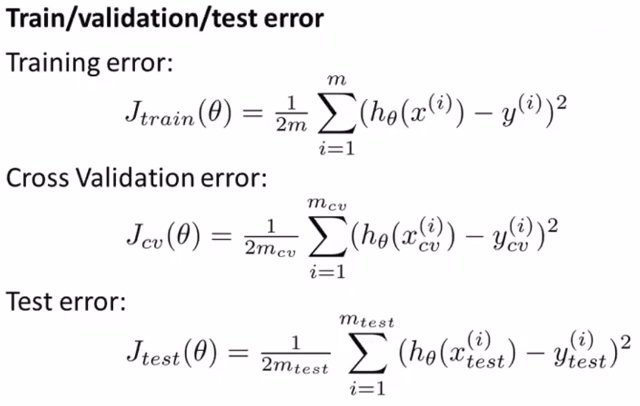 Train/validation/test error
Training error:
J_{train}(θ) = \frac{1}{2m} \sum_{i=1}^{m} (h_θ(x^{(i)}) − y^{(i)})^2
Cross Validation error:
J_{cv}(θ) = \frac{1}{2m_{cv}} \sum_{i=1}^{m_{cv}} (h_θ(x_{cv}^{(i)}) − y_{cv}^{(i)})^2
Test error:
J_{test}(θ) = \frac{1}{2m_{test}} \sum_{i=1}^{m_{test}} (h_θ(x_{test}^{(i)}) − y_{test}^{(i)})^2